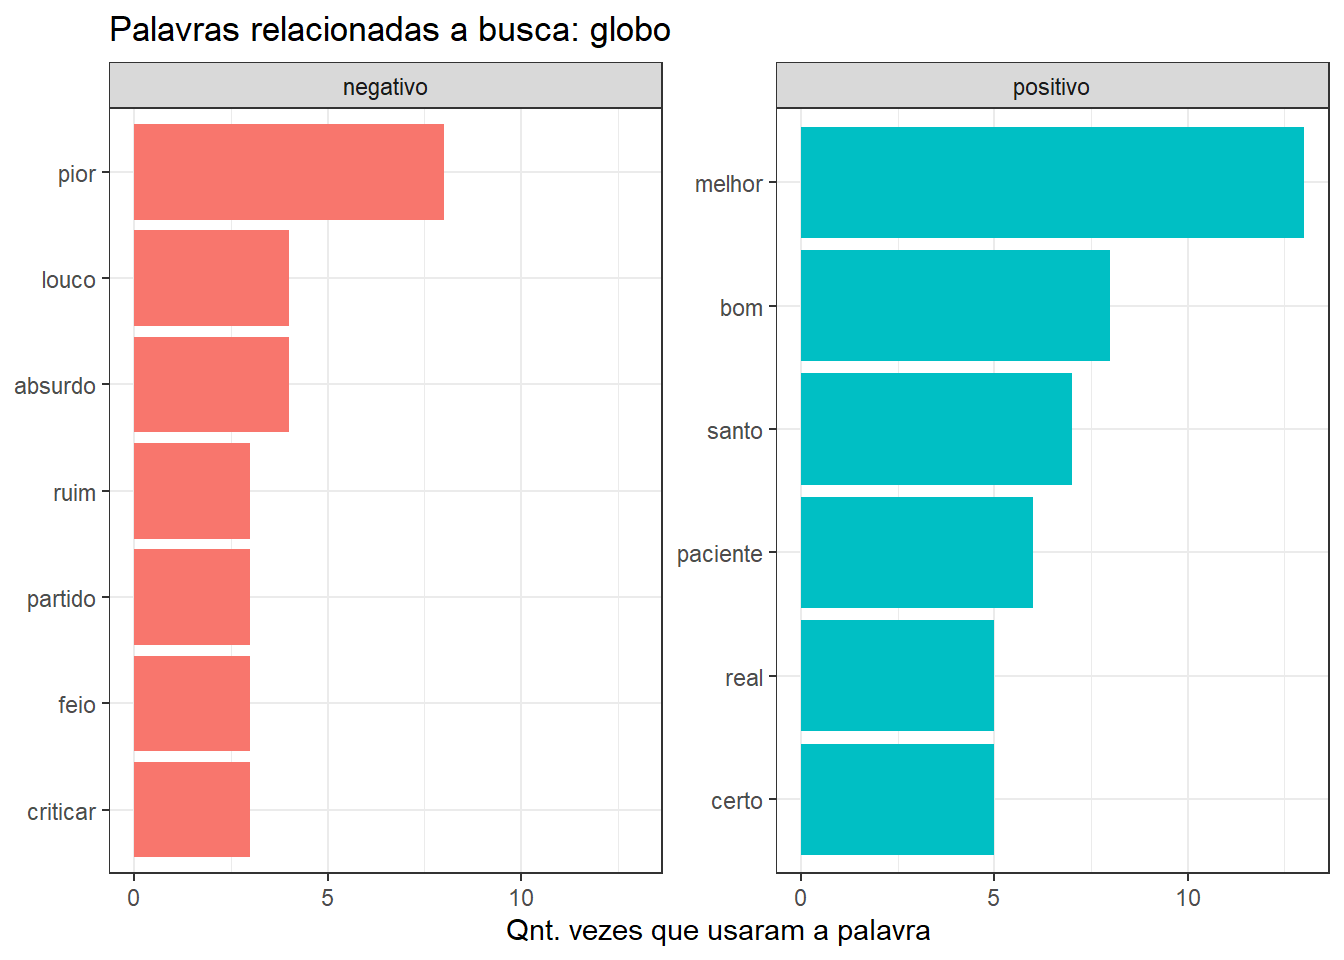 Palavras relacionadas a busca: globo
negativo
pior
louco
absurdo
ruim
partido
feio
criticar
0 5 10
positivo
melhor
bom
santo
paciente
real
certo
0 5 10
Qnt. vezes que usaram a palavra